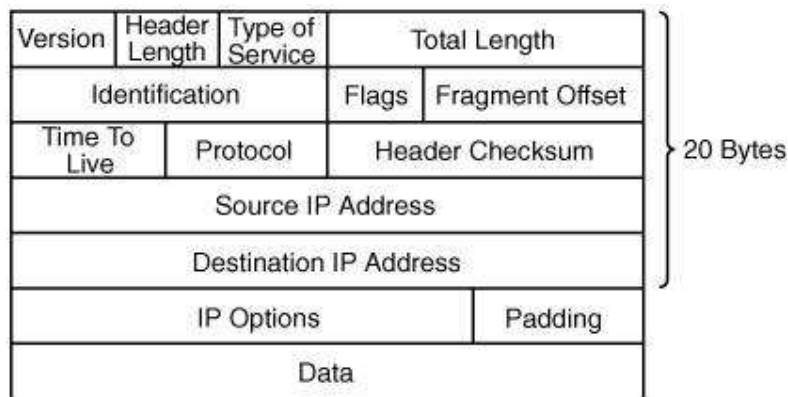 Version Header Length Type of Service Total Length
Identification Flags Fragment Offset
Time To Live Protocol Header Checksum 20 Bytes
Source IP Address
Destination IP Address
IP Options Padding
Data